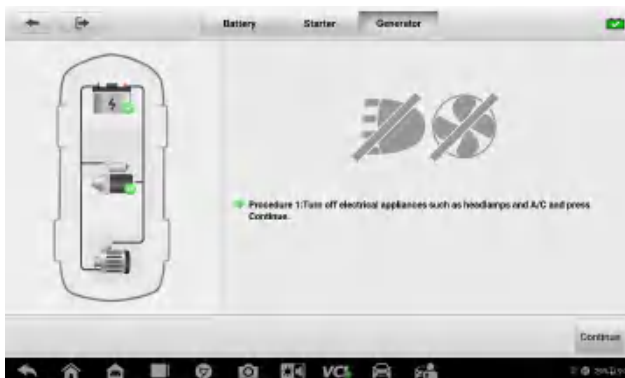 Battery Starter Generator
Procedure 1:Turn off electrical appliances such as headlamps and A/C and press
Continue.
Continue
VCI